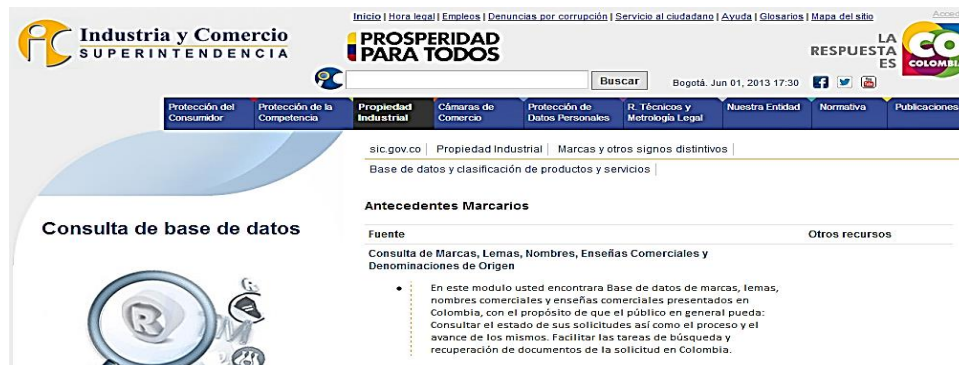 Inicio | Hora legal | Empleos | Denuncias por corrupción | Servicio al ciudadano | Ayuda | Glosarios | Mapa del sitio
Industria y Comercio
SUPERINTENDENCIA
PROSPERIDAD
PARA TODOS
LA
RESPUESTA
ES
COLOMBIA
Buscar
Bogotá. Jun 01, 2013 17:30
Protección del Consumidor
Protección de la Competencia
Propiedad Industrial
Cámaras de Comercio
Protección de Datos Personales
R. Técnicos y Metrología Legal
Nuestra Entidad
Normativa
Publicaciones
sic.gov.co | Propiedad Industrial | Marcas y otros signos distintivos |
Base de datos y clasificación de productos y servicios |
Antecedentes Marcarios
Consulta de base de datos
Fuente
Otros recursos
Consulta de Marcas, Lemas, Nombres, Enseñas Comerciales y
Denominaciones de Origen
• En este modulo usted encontrara Base de datos de marcas, lemas,
nombres comerciales y enseñas comerciales presentados en
Colombia, con el propósito de que el público en general pueda:
Consultar el estado de sus solicitudes así como el proceso y el
avance de los mismos. Facilitar las tareas de búsqueda y
recuperación de documentos de la solicitud en Colombia.